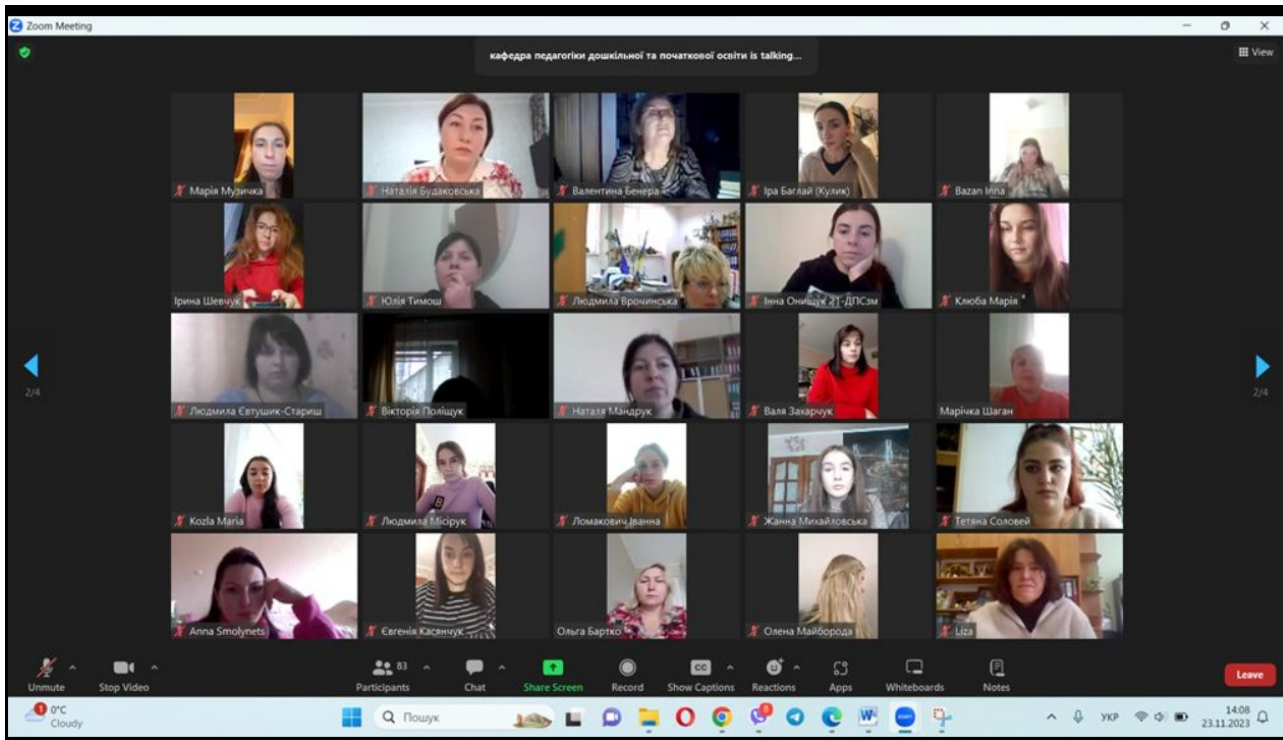 Zoom Meeting
кафедра педагогіки дошкільної та початкової освіти is talking...
View
Марія Музичка
Наталія Будаковська
Валентина Бенера
Іра Баглай (Кулик)
Bazan Inna
Ірина Шевчук
Юлія Тимош
Людмила Врочинська
Інна Онищук 21-ДПСзм
Клюба Марія
Людмила Євтушик-Стариш
Вікторія Поліщук
Наталя Мандрук
Валя Захарчук
Марічка Шаган
Kozla Maria
Людмила Місірук
Ломакович Іванна
Жанна Михайловська
Тетяна Соловей
Anna Smolynets
Євгенія Касянчук
Ольга Бартко
Олена Майборода
Liza
2/4
2/4
Unmute
Stop Video
83
Participants
Chat
Share Screen
Record
CC
Show Captions
Reactions
Apps
Whiteboards
Notes
Leave
1
0°C
Cloudy
Пошук
8
УКР
14:08
23.11.2023